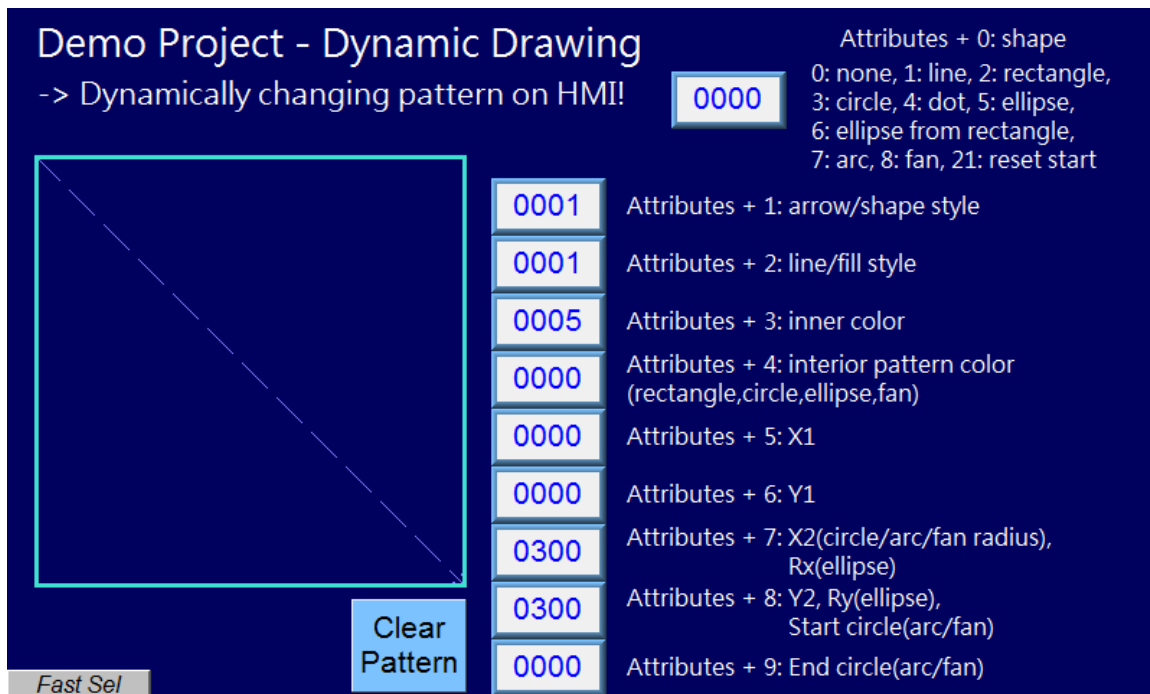 Demo Project - Dynamic Drawing
-> Dynamically changing pattern on HMI!
0000
Attributes + 0: shape
0: none, 1: line, 2: rectangle,
3: circle, 4: dot, 5: ellipse,
6: ellipse from rectangle,
7: arc, 8: fan, 21: reset start
0001
Attributes + 1: arrow/shape style
0001
Attributes + 2: line/fill style
0005
Attributes + 3: inner color
0000
Attributes + 4: interior pattern color
(rectangle,circle,ellipse,fan)
0000
Attributes + 5: X1
0000
Attributes + 6: Y1
0300
Attributes + 7: X2(circle/arc/fan radius),
Rx(ellipse)
0300
Attributes + 8: Y2, Ry(ellipse),
Start circle(arc/fan)
0000
Attributes + 9: End circle(arc/fan)
Clear
Pattern
Fast Sel